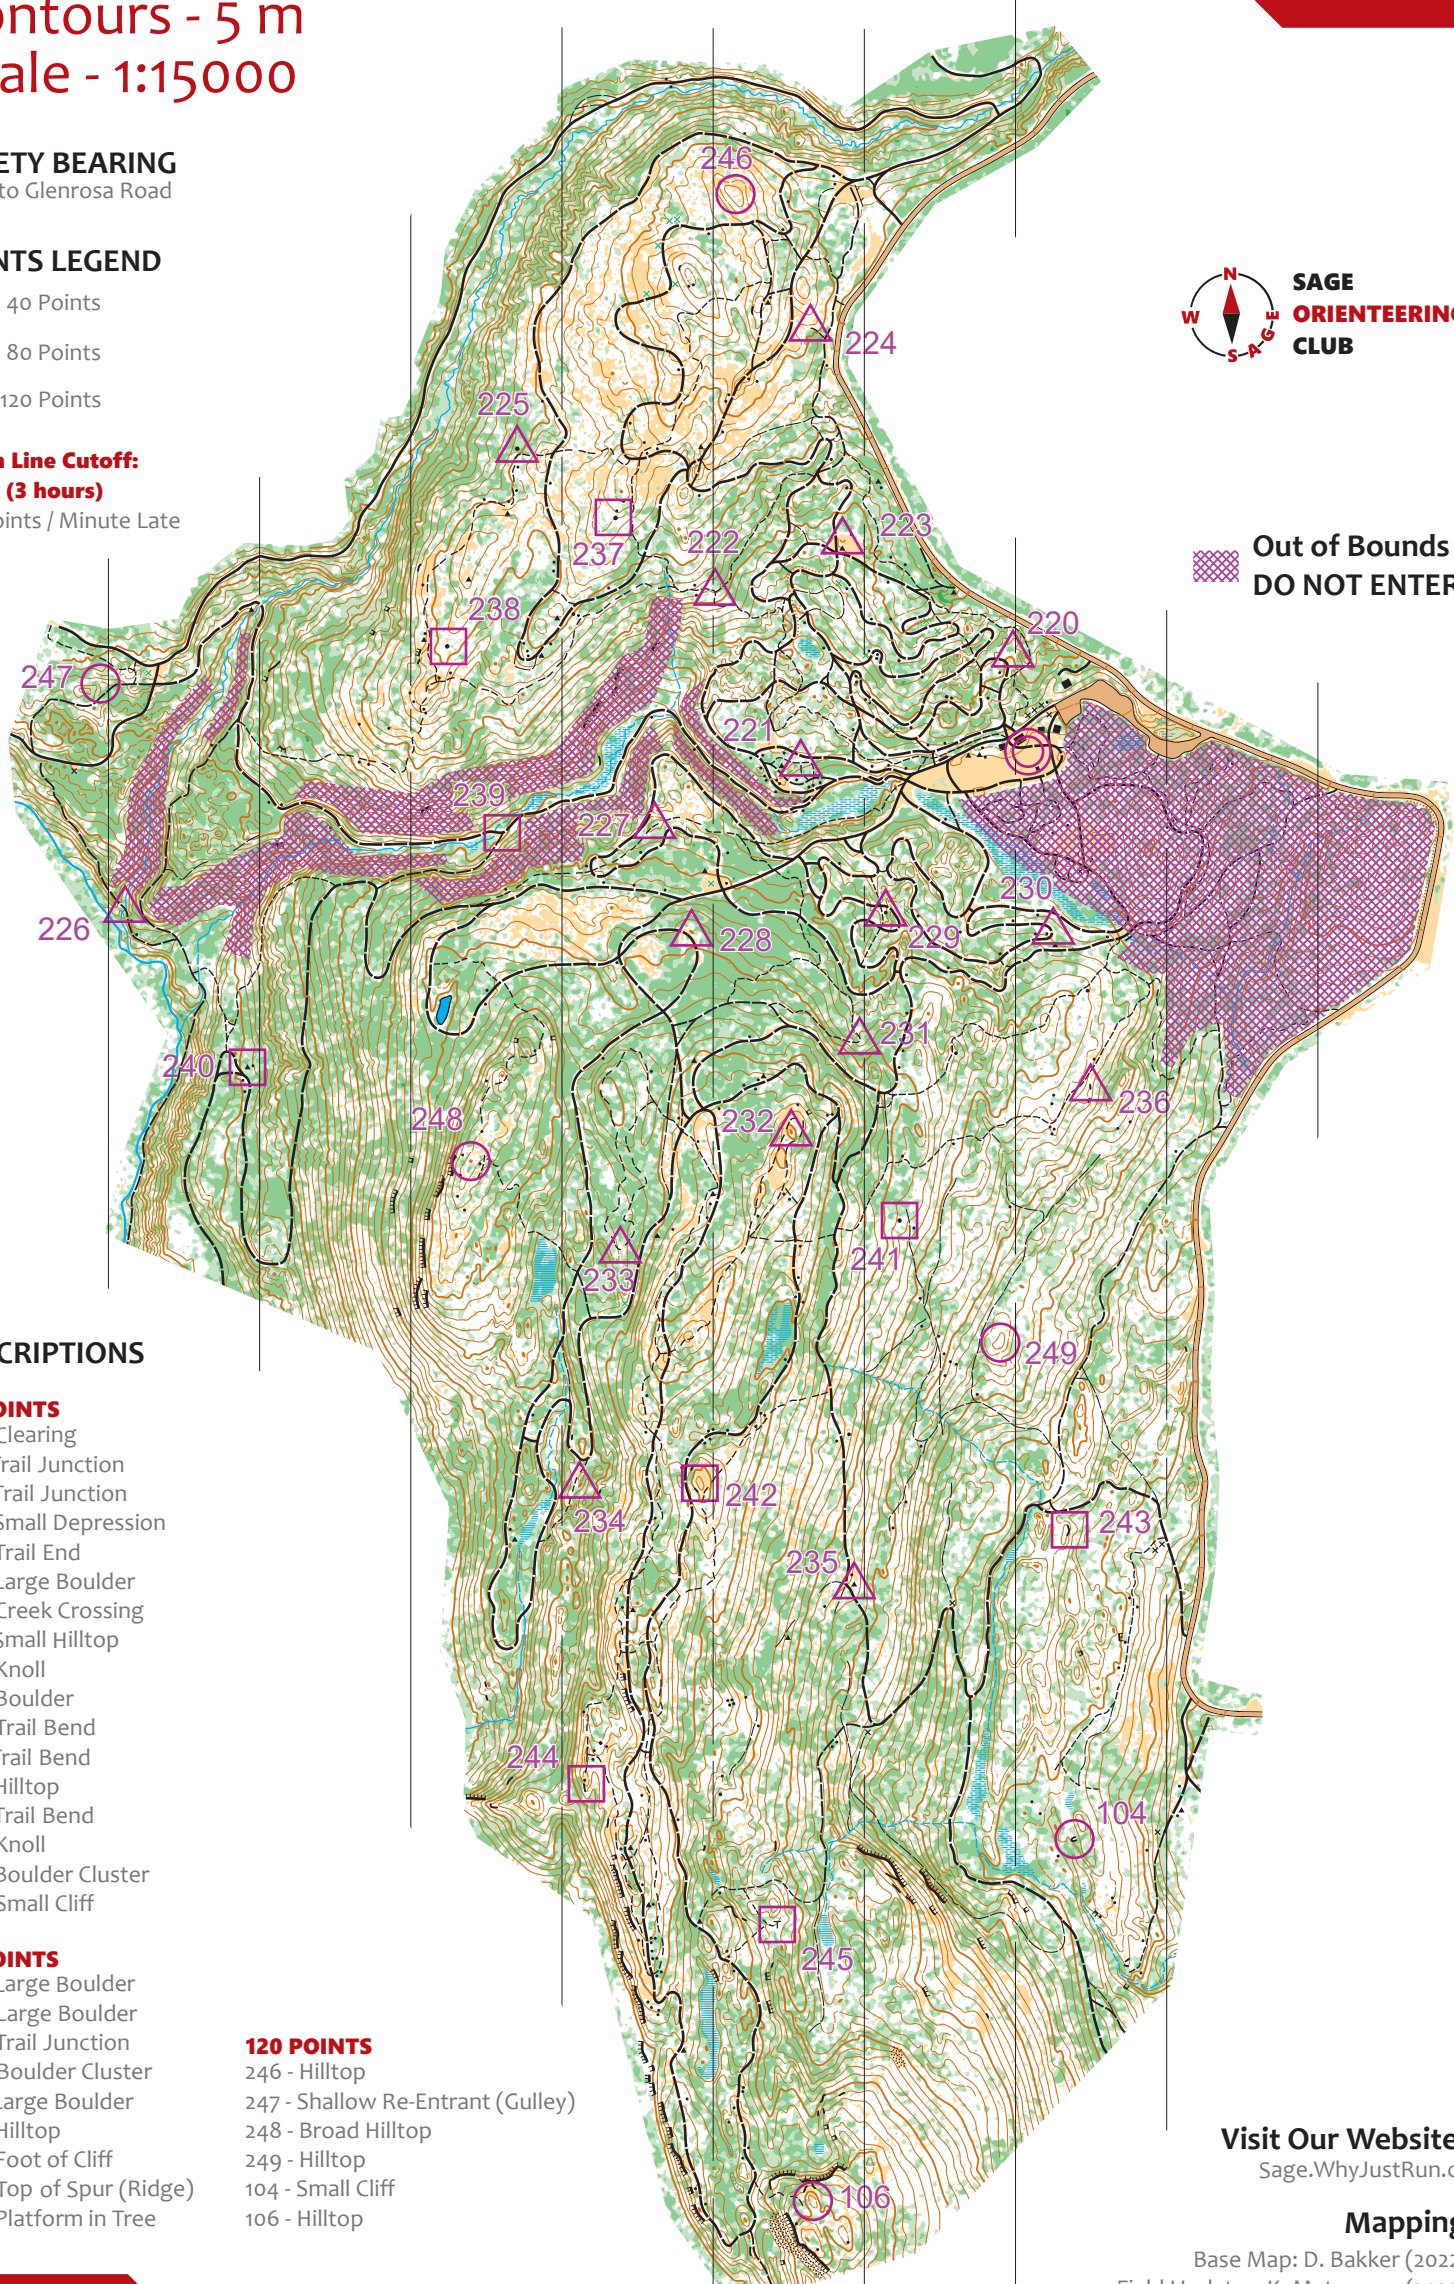 ontours - 5 m
ale - 1:15000
ETY BEARING
to Glenrosa Road
NTS LEGEND
40 Points
80 Points
120 Points
n Line Cutoff:
(3 hours)
oints / Minute Late
N
W
E
S-A-G-E
SAGE
ORIENTEERING
CLUB
Out of Bounds
DO NOT ENTER
246
224
225
237
222
223
238
220
247
221
239
227
230
226
228
229
231
240
236
248
232
241
233
249
242
234
243
235
244
104
245
106
CRIPTIONS
OINTS
Clearing
Trail Junction
Trail Junction
Small Depression
Trail End
Large Boulder
Creek Crossing
Small Hilltop
Knoll
Boulder
Trail Bend
Trail Bend
Hilltop
Trail Bend
Knoll
Boulder Cluster
Small Cliff
OINTS
Large Boulder
Large Boulder
Trail Junction
Boulder Cluster
Large Boulder
Hilltop
Foot of Cliff
Top of Spur (Ridge)
Platform in Tree
120 POINTS
246 - Hilltop
247 - Shallow Re-Entrant (Gulley)
248 - Broad Hilltop
249 - Hilltop
104 - Small Cliff
106 - Hilltop
Visit Our Website
Sage.WhyJustRun.c
Mapping
Base Map: D. Bakker (2022